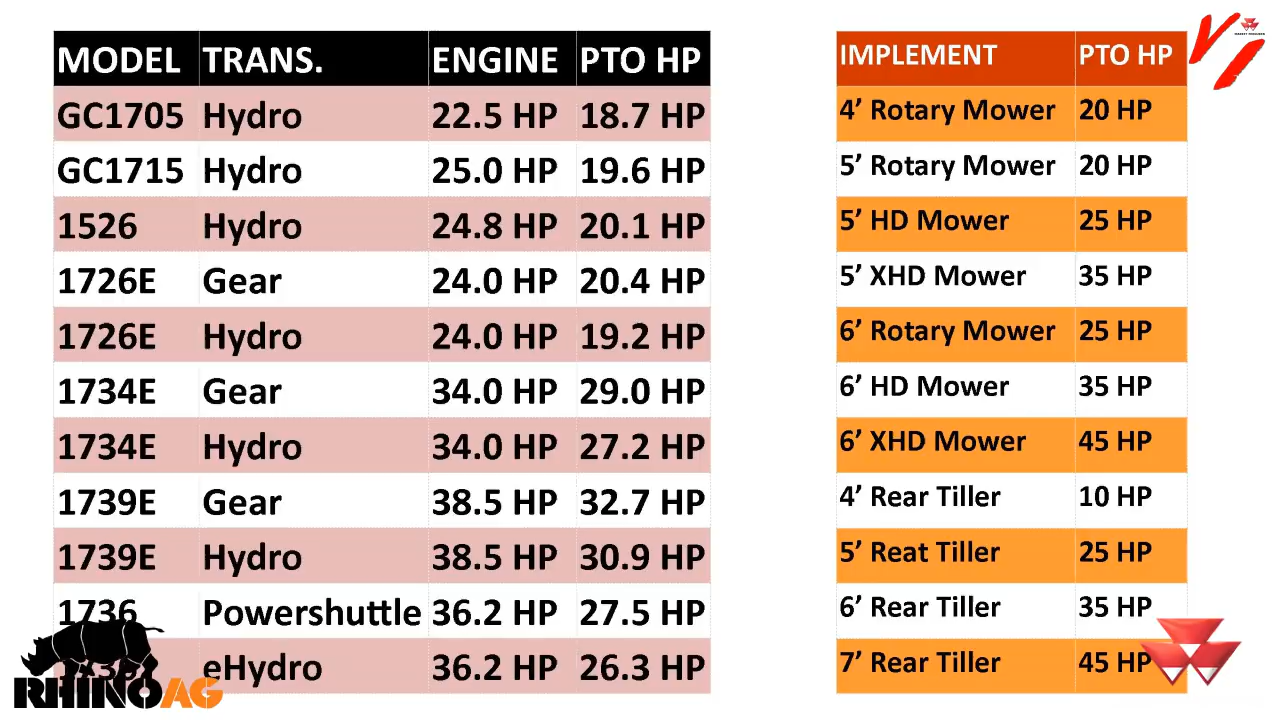 MODEL TRANS. ENGINE PTO HP
GC1705 Hydro 22.5 HP 18.7 HP
GC1715 Hydro 25.0 HP 19.6 HP
1526 Hydro 24.8 HP 20.1 HP
1726E Gear 24.0 HP 20.4 HP
1726E Hydro 24.0 HP 19.2 HP
1734E Gear 34.0 HP 29.0 HP
1734E Hydro 34.0 HP 27.2 HP
1739E Gear 38.5 HP 32.7 HP
1739E Hydro 38.5 HP 30.9 HP
1736 Powershuttle 36.2 HP 27.5 HP
eHydro 36.2 HP 26.3 HP
RHINOAG
IMPLEMENT PTO HP
4’ Rotary Mower 20 HP
5’ Rotary Mower 20 HP
5’ HD Mower 25 HP
5’ XHD Mower 35 HP
6’ Rotary Mower 25 HP
6’ HD Mower 35 HP
6’ XHD Mower 45 HP
4’ Rear Tiller 10 HP
5’ Reat Tiller 25 HP
6’ Rear Tiller 35 HP
7’ Rear Tiller 45 HP